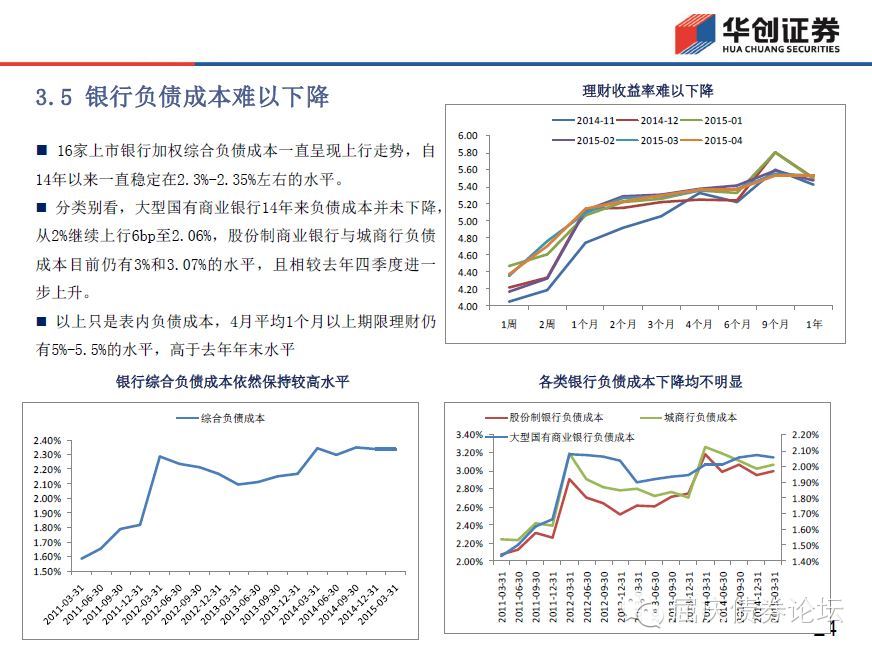 华创证券
HUA CHUANG SECURITIES
3.5 银行负债成本难以下降
■ 16家上市银行加权综合负债成本一直呈现上行走势，自
14年以来一直稳定在2.3%-2.35%左右的水平。
■ 分类别看，大型国有商业银行14年来负债成本并未下降，
从2%继续上行6bp至2.06%，股份制商业银行与城商行负债
成本目前仍有3%和3.07%的水平，且相较去年四季度进一
步上升。
■ 以上只是表内负债成本，4月平均1个月以上期限理财仍
有5%-5.5%的水平，高于去年年末水平
理财收益率难以下降
2014-11 2014-12 2015-01
2015-02 2015-03 2015-04
6.00
5.80
5.60
5.40
5.20
5.00
4.80
4.60
4.40
4.20
4.00
1周 2周 1个月 2个月 3个月 4个月 6个月 9个月 1年
银行综合负债成本依然保持较高水平
综合负债成本
2.40%
2.30%
2.20%
2.10%
2.00%
1.90%
1.80%
1.70%
1.60%
1.50%
2011-03-31 2011-06-30 2011-09-30 2011-12-31 2012-03-31 2012-06-30 2012-09-30 2012-12-31 2013-03-31 2013-06-30 2013-09-30 2013-12-31 2014-03-31 2014-06-30 2014-09-30 2014-12-31 2015-03-31
各类银行负债成本下降均不明显
股份制银行负债成本 城商行负债成本
大型国有商业银行负债成本
3.40%
3.20%
3.00%
2.80%
2.60%
2.40%
2.20%
2.00%
2.20%
2.10%
2.00%
1.90%
1.80%
1.70%
1.60%
1.50%
1.40%
2011-03-31 2011-06-30 2011-09-30 2011-12-31 2012-03-31 2012-06-30 2012-09-30 2012-12-31 2013-03-31 2013-06-30 2013-09-30 2013-12-31 2014-03-31 2014-06-30 2014-09-30 2014-12-31 2015-03-31
屈庆债券论坛